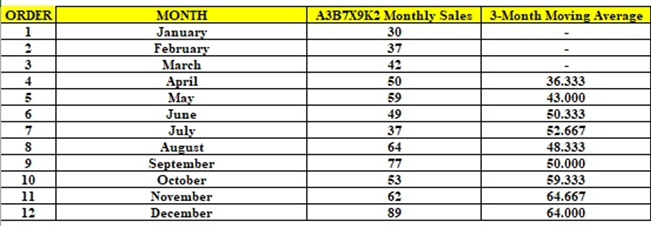 ORDER MONTH A3B7X9K2 Monthly Sales 3-Month Moving Average
1 January 30 -
2 February 37 -
3 March 42 -
4 April 50 36.333
5 May 59 43.000
6 June 49 50.333
7 July 37 52.667
8 August 64 48.333
9 September 77 50.000
10 October 53 59.333
11 November 62 64.667
12 December 89 64.000